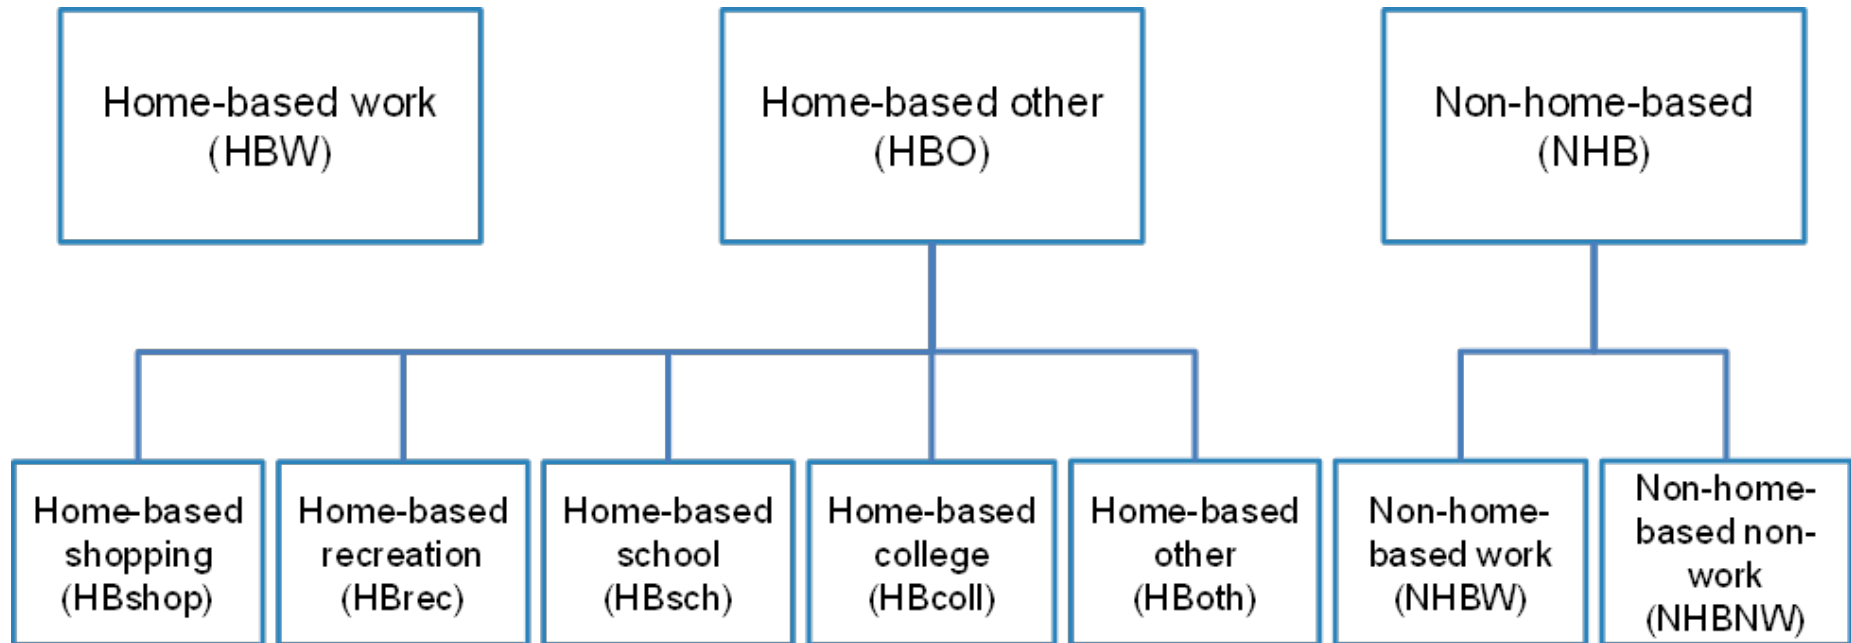 Home-based work
(HBW)
Home-based other
(HBO)
Non-home-based
(NHB)
Home-based
shopping
(HBshop)
Home-based
recreation
(HBrec)
Home-based
school
(HBsch)
Home-based
college
(HBcoll)
Home-based
other
(HBoth)
Non-home-
based work
(NHBW)
Non-home-
based non-
work
(NHBNW)